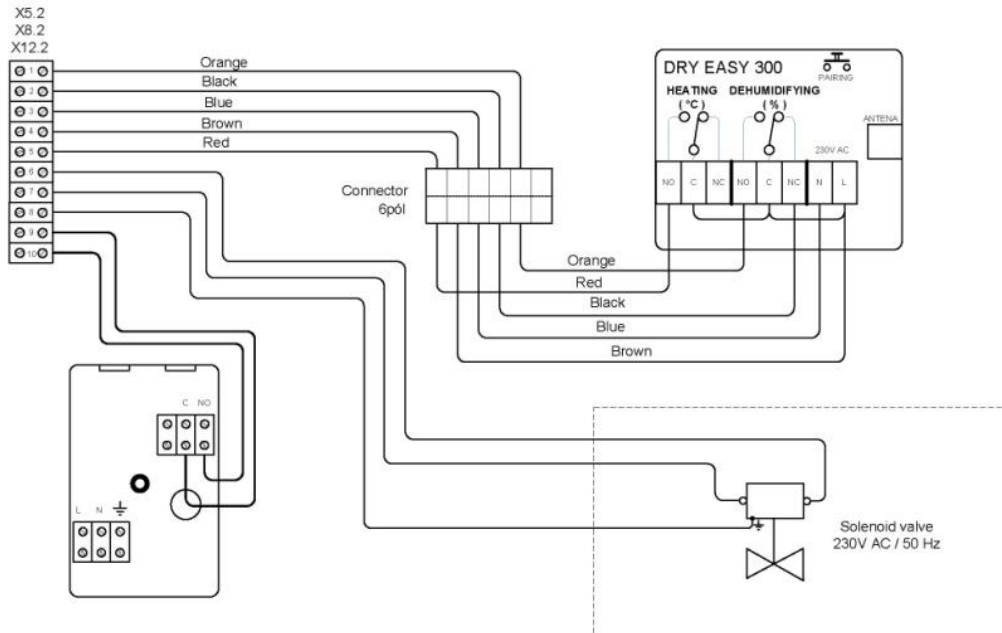 X5.2
X8.2
X12.2
1
2
3
4
5
6
7
8
9
10
Orange
Black
Blue
Brown
Red
Connector
6pól
DRY EASY 300
PAIRING
HEATING DEHUMIDIFYING
( °C ) ( % )
ANTENA
230V AC
NO C NC NO C NC N L
Orange
Red
Black
Blue
Brown
C NO
L N
Solenoid valve
230V AC / 50 Hz